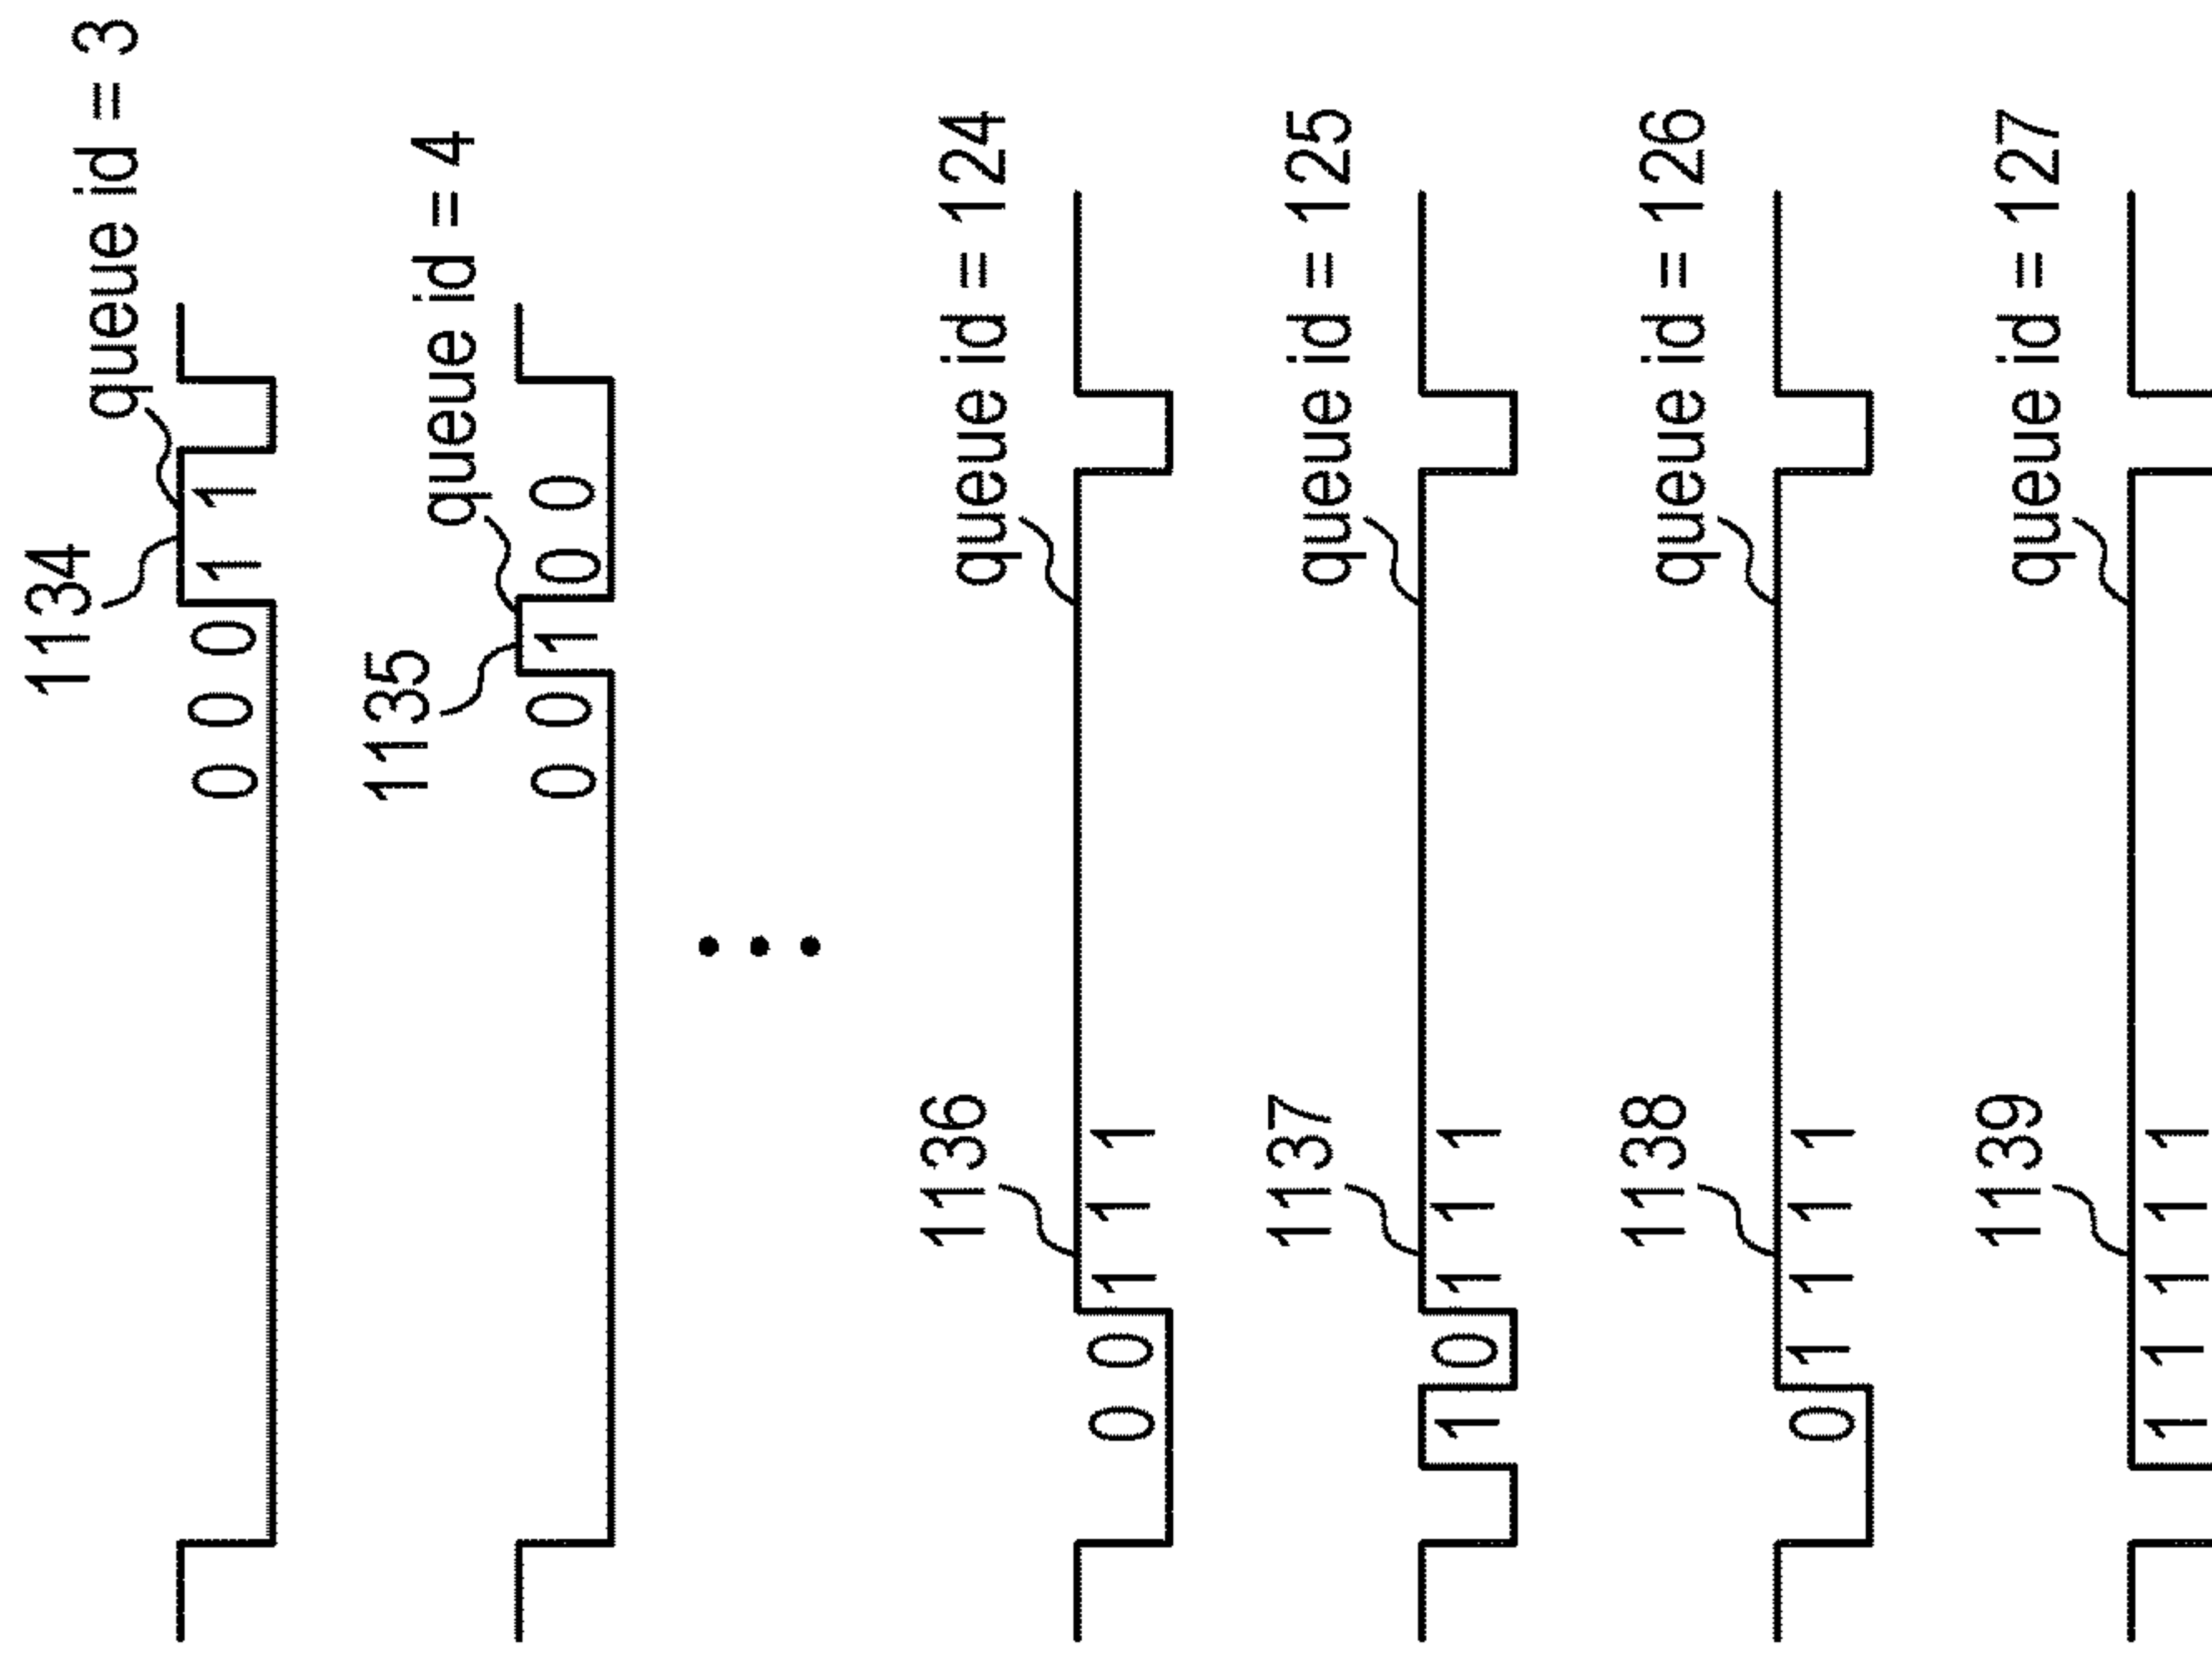 1134
queue id = 3
0 0 0 1 1
1135
queue id = 4
0 0 1 0 0
1136
queue id = 124
0 0 1 1 1
1137
queue id = 125
1 0 1 1 1
1138
queue id = 126
0 1 1 1 1
1139
queue id = 127
1 1 1 1 1